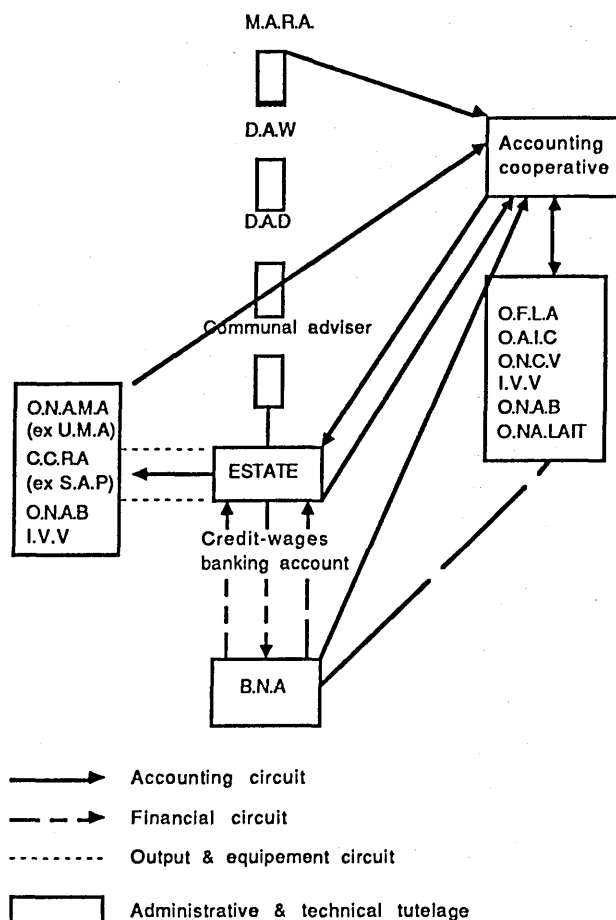 M.A.R.A.
D.A.W
D.A.D
Communal adviser
Accounting
cooperative
O.F.L.A
O.A.I.C
O.N.C.V
I.V.V
O.N.A.B
O.NA.LAIT
O.N.A.M.A
(ex U.M.A)
C.C.R.A
(ex S.A.P)
O.N.A.B
I.V.V
ESTATE
Credit-wages
banking account
B.N.A
Accounting circuit
Financial circuit
Output & equipement circuit
Administrative & technical tutelage